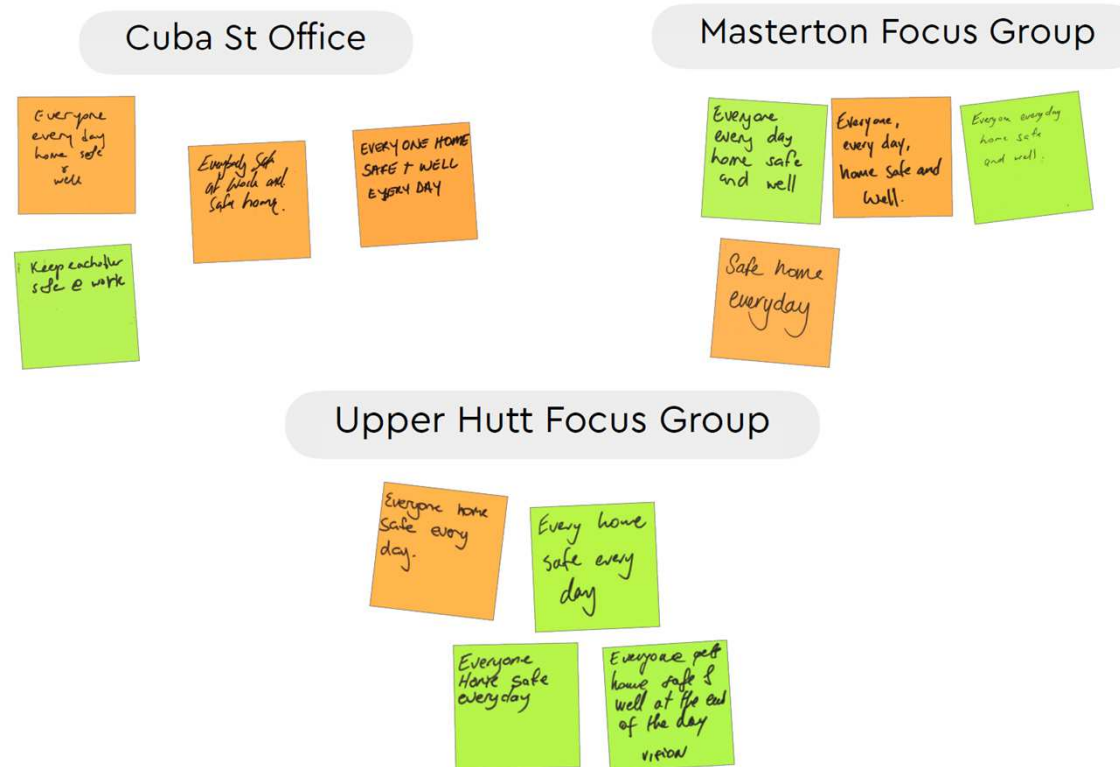 Cuba St Office
Everyone
every day
home safe
&
well
Everybody Safe
at work and
safe home.
EVERYONE HOME
SAFE + WELL
EVERY DAY
Keep eachother
safe @ work
Masterton Focus Group
Everyone
every day
home safe
and well
Everyone,
every day,
home safe and
well.
Everyone everyday
home safe
and well.
Safe home
everyday
Upper Hutt Focus Group
Everyone home
safe every
day.
Every home
safe every
day
Everyone
Home safe
everyday
Everyone gets
home safe &
well at the end
of the day
VISION